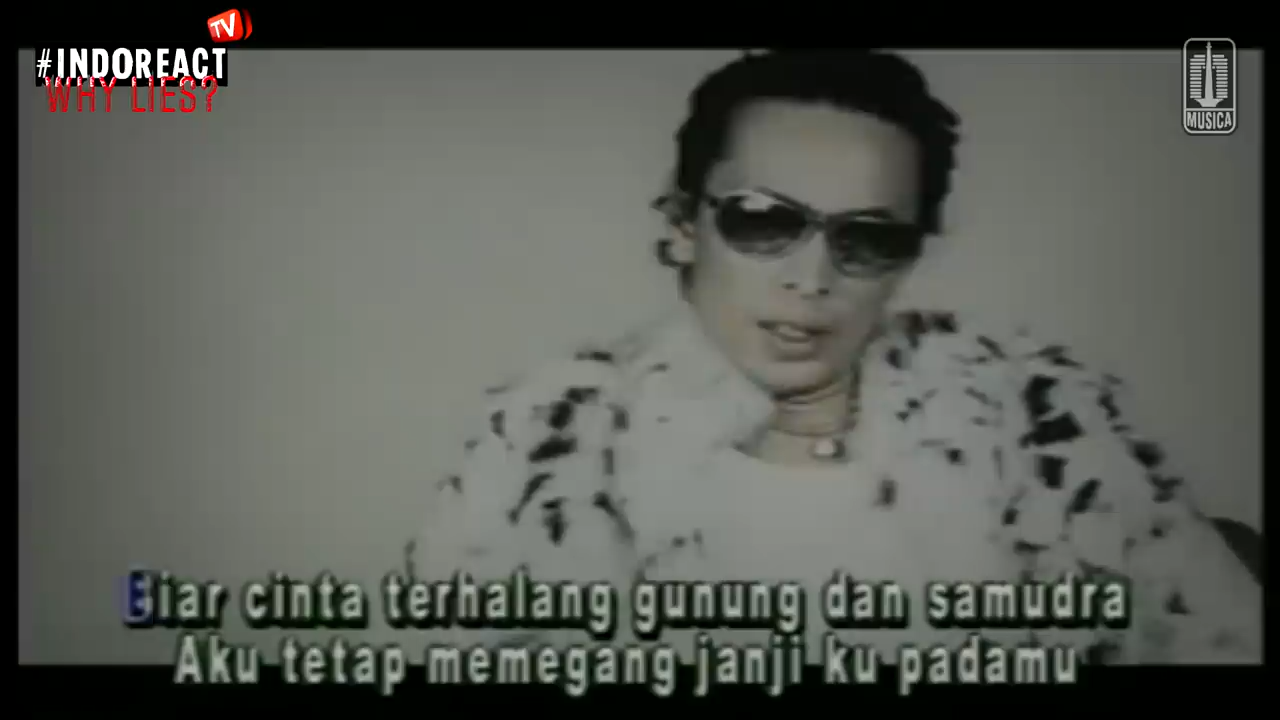 TV
#INDOREACT
WHY LIES?
MUSICA
Biar cinta terhalang gunung dan samudra
Aku tetap memegang janji ku padamu